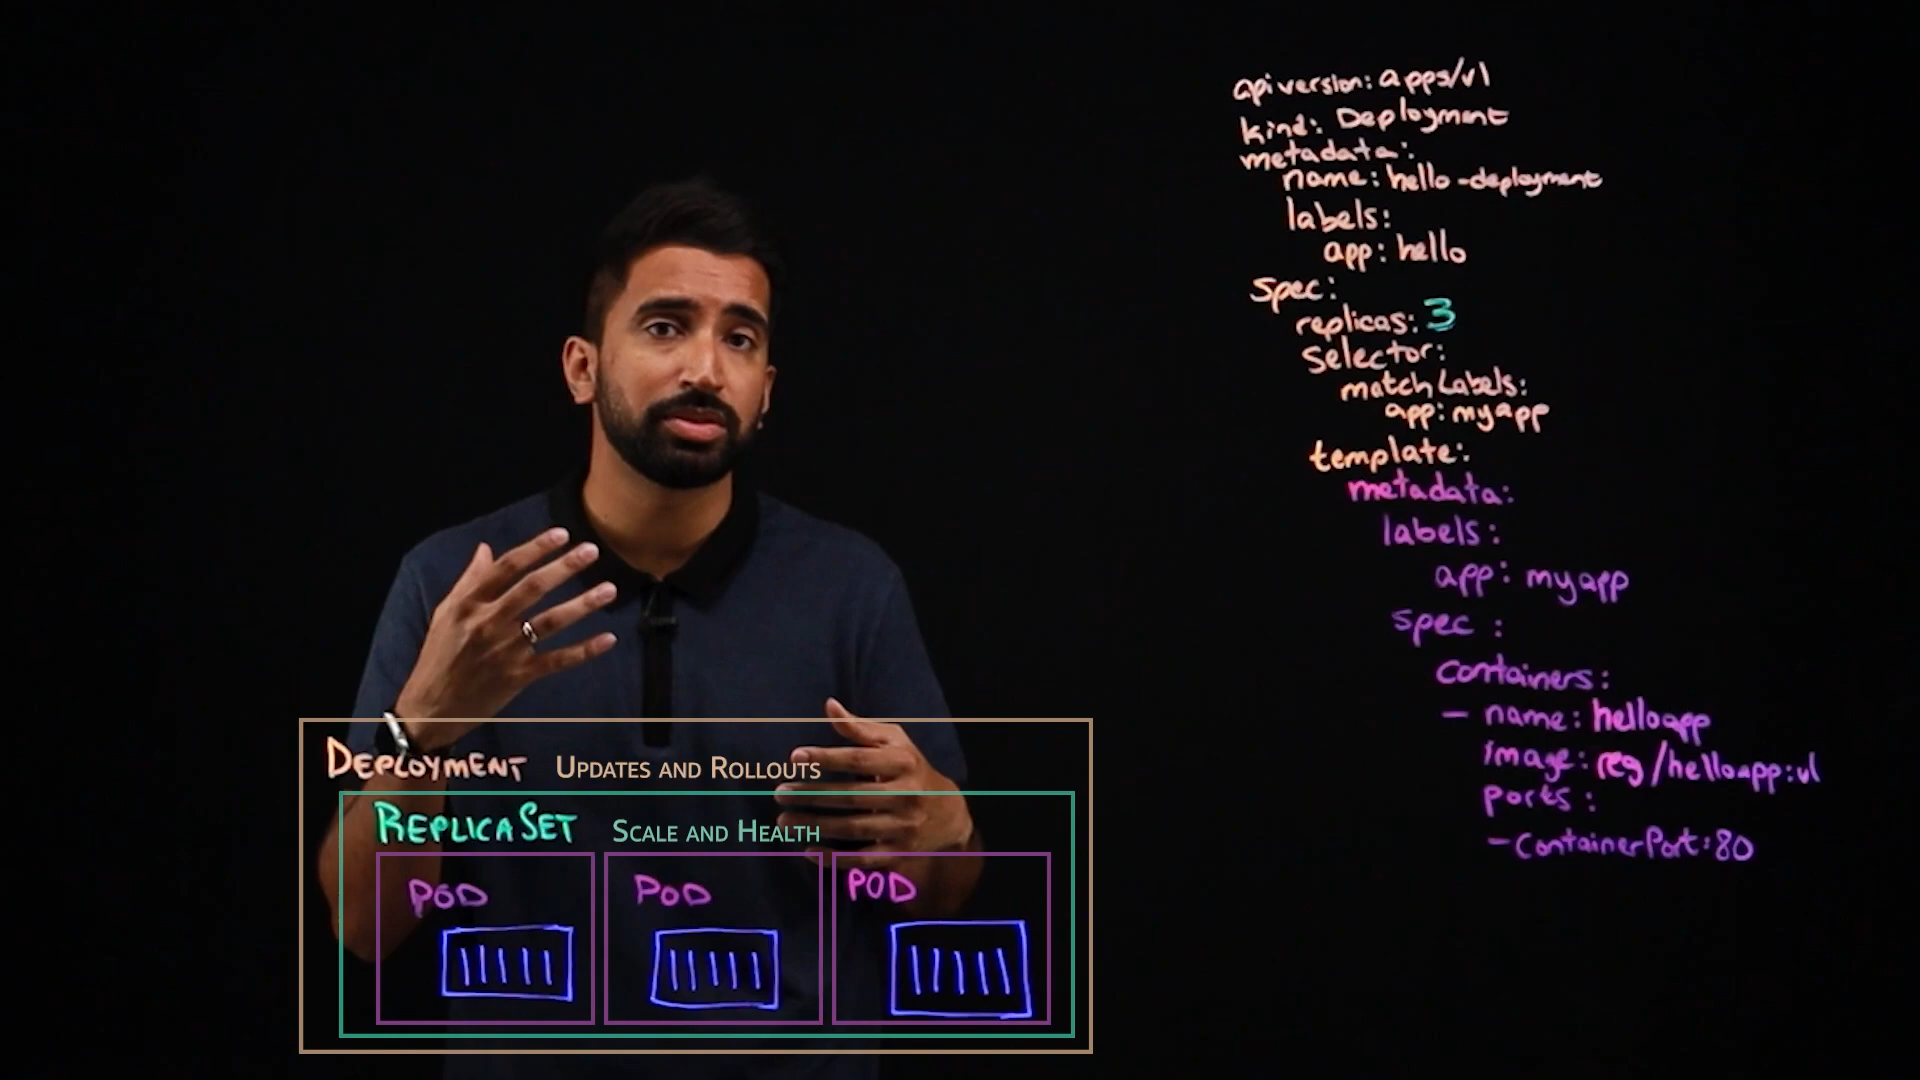 apiversion: apps/v1
kind: Deployment
metadata:
name: hello-deployment
labels:
app: hello
spec:
replicas: 3
selector:
matchLabels:
app: myapp
template:
metadata:
labels:
app: myapp
spec:
containers:
- name: helloapp
image: reg/helloapp:v1
ports:
- containerPort: 80
DEPLOYMENT UPDATES AND ROLLOUTS
REPLICASET SCALE AND HEALTH
POD POD POD